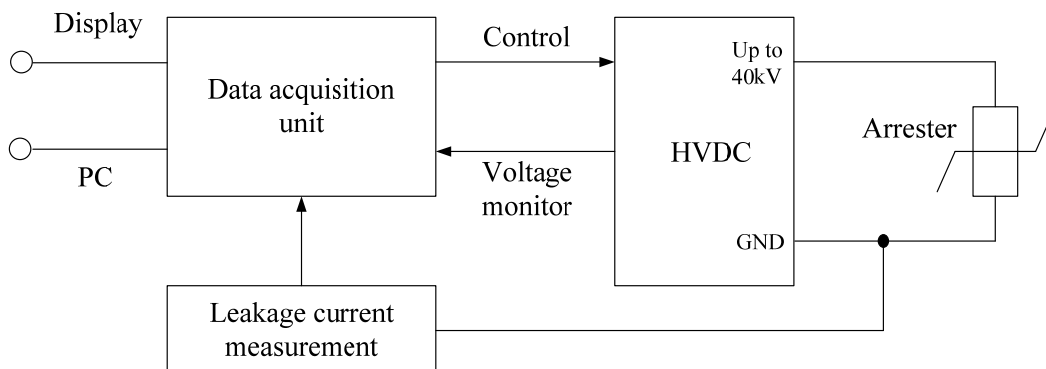 Display
PC
Data acquisition
unit
Control
Voltage
monitor
Up to
40kV
HVDC
GND
Arrester
Leakage current
measurement